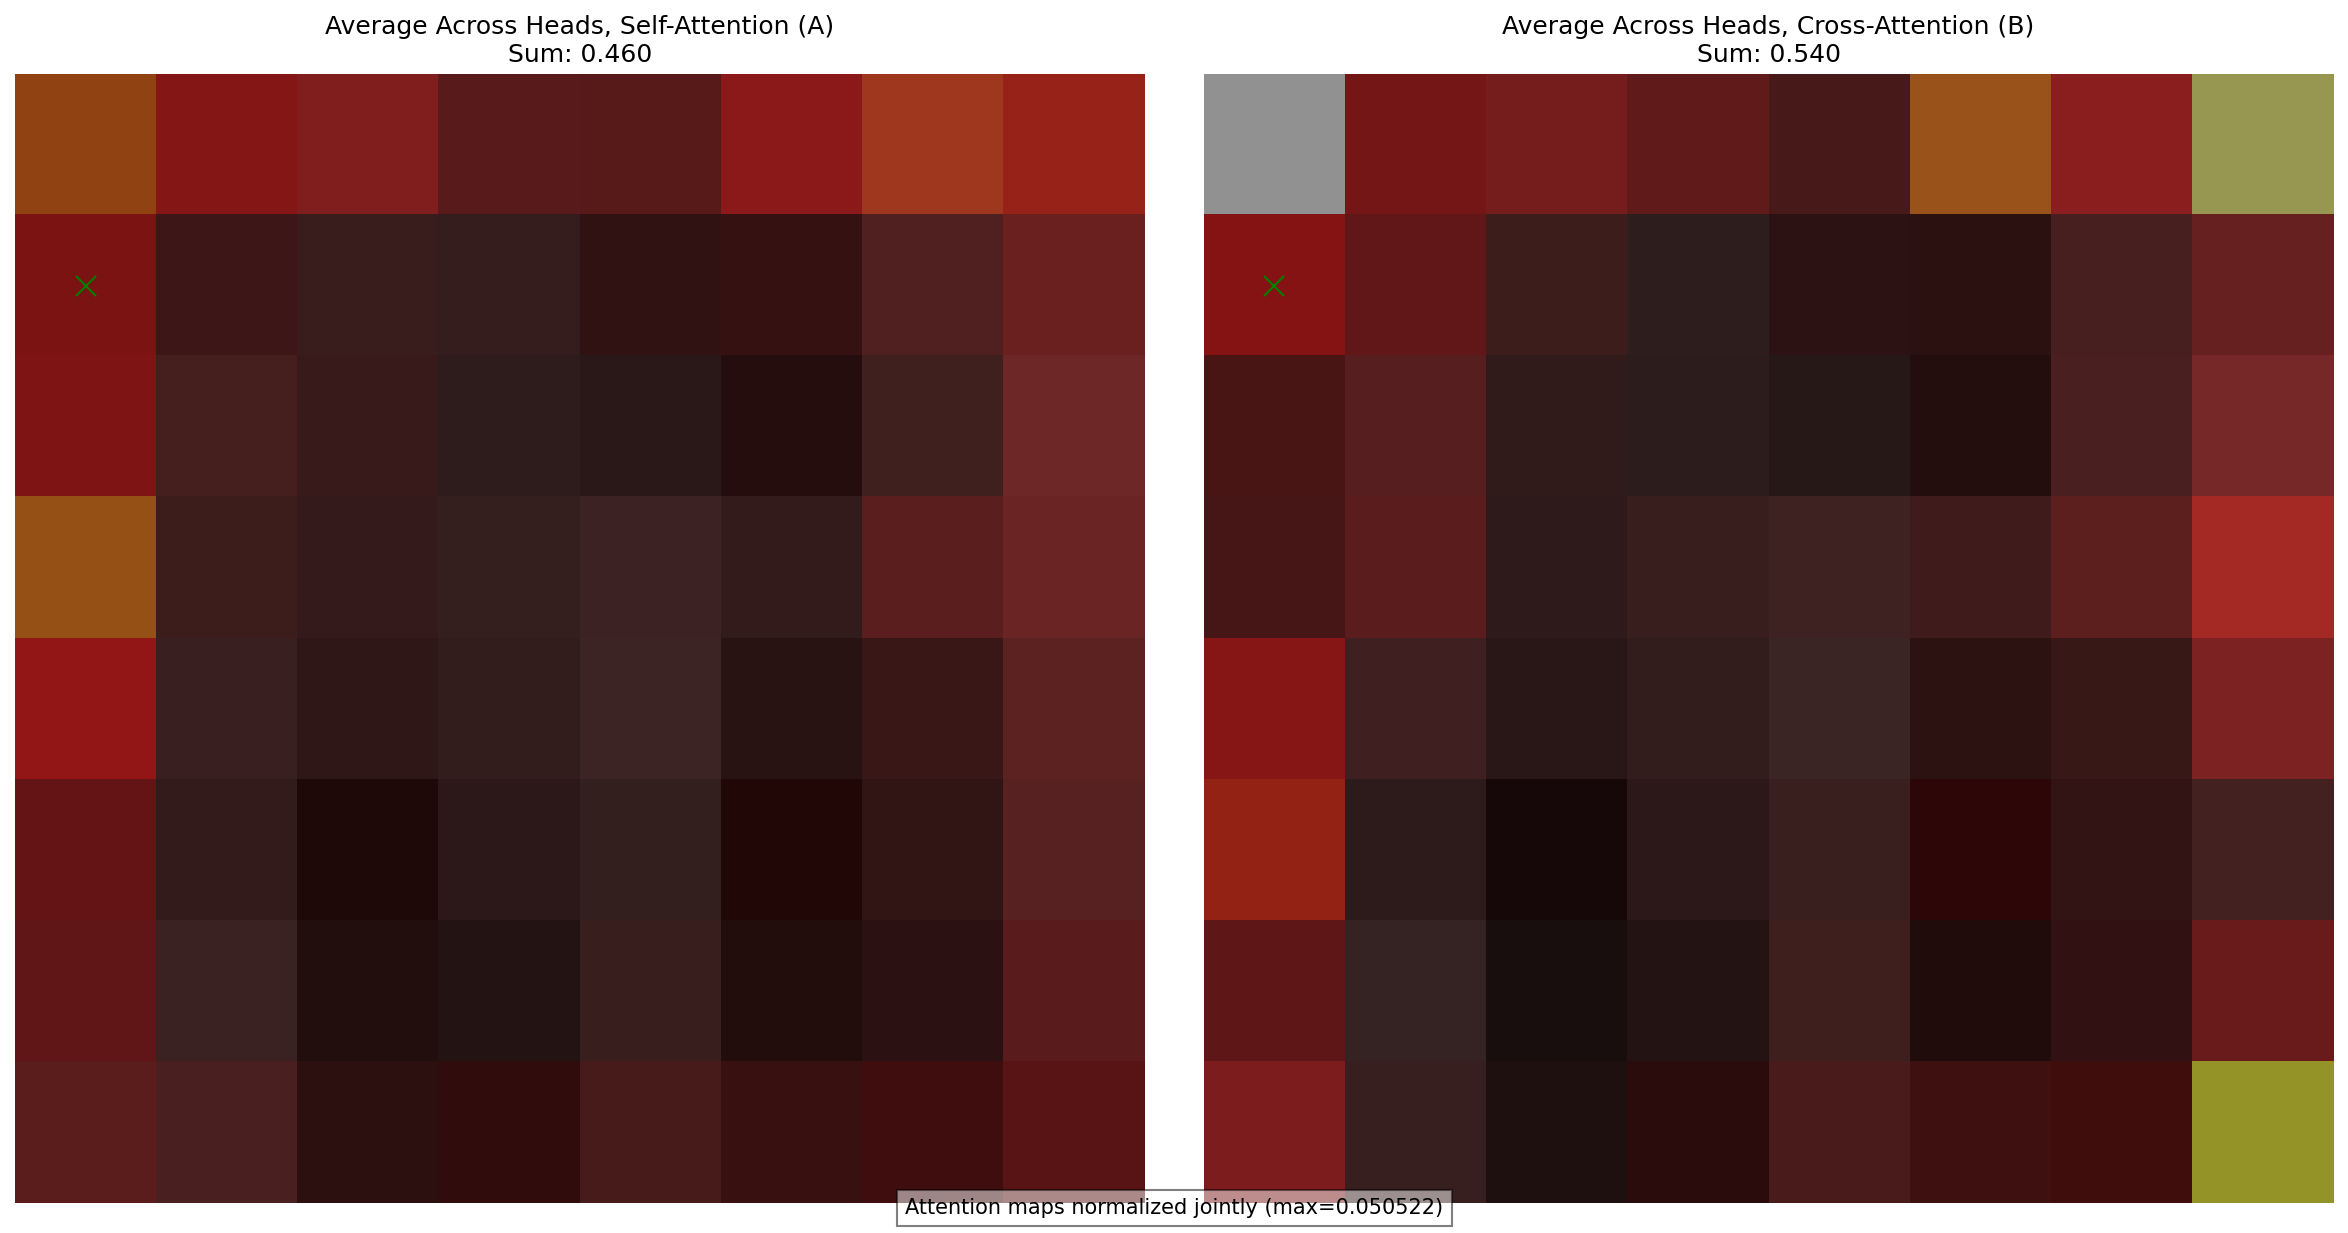 Average Across Heads, Self-Attention (A)
Sum: 0.460
Average Across Heads, Cross-Attention (B)
Sum: 0.540
Attention maps normalized jointly (max=0.050522)